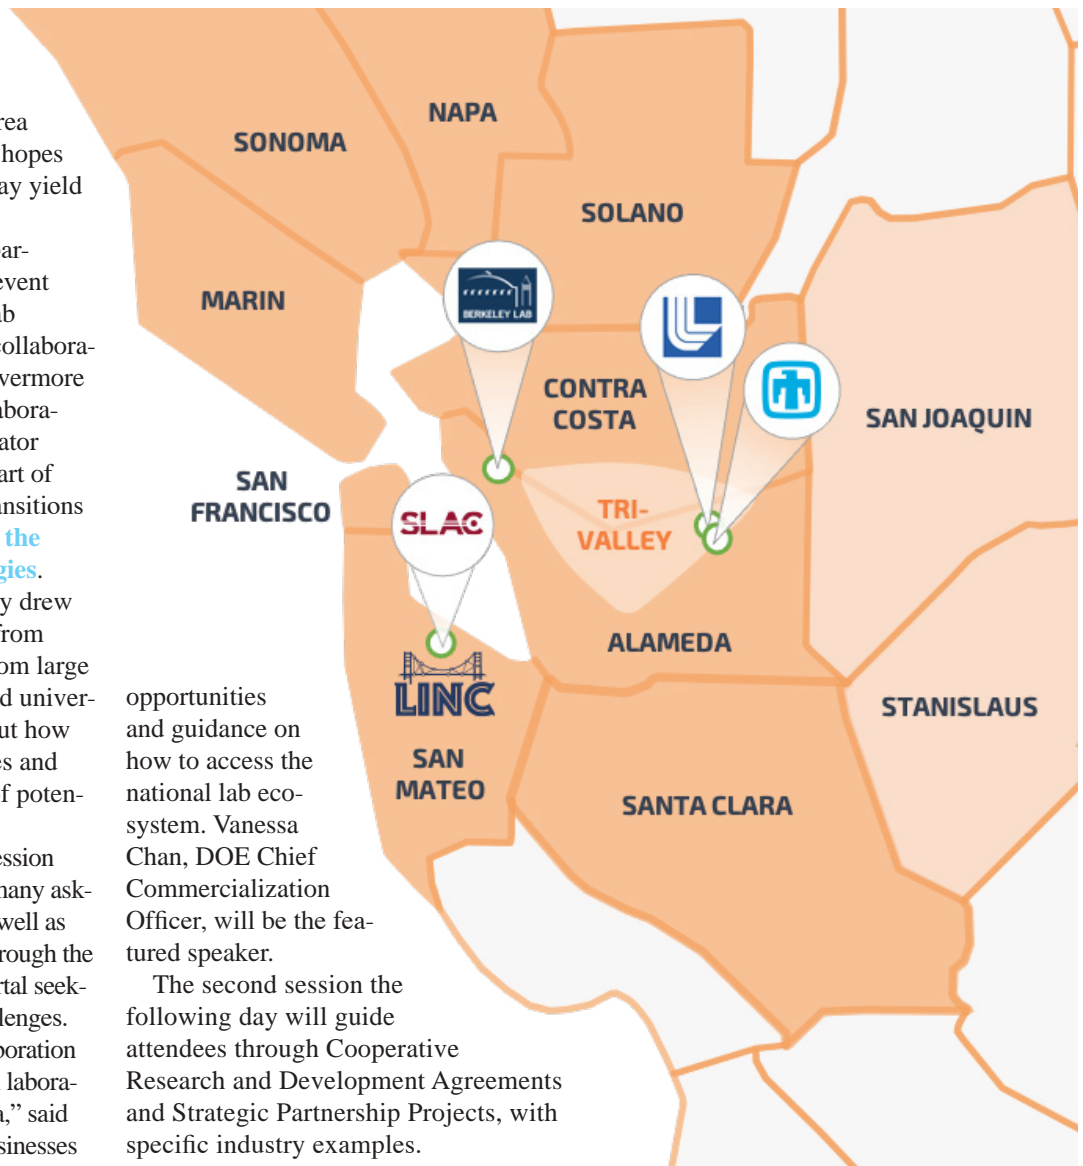 rea
hopes
ay yield
par-
event
ab
collabora-
vermore
abora-
ator
art of
ansitions
the
gies.
y drew
from
om large
d univer-
ut how
es and
f poten-
ession
many ask-
well as
rough the
rtal seek-
lenges.
poration
labora-
a,” said
sinesses
opportunities
and guidance on
how to access the
national lab eco-
system. Vanessa
Chan, DOE Chief
Commercialization
Officer, will be the fea-
tured speaker.
The second session the
following day will guide
attendees through Cooperative
Research and Development Agreements
and Strategic Partnership Projects, with
specific industry examples.
NAPA
SONOMA
SOLANO
MARIN
BERKELEY LAB
CONTRA
COSTA
SAN JOAQUIN
SAN
FRANCISCO
SLAC
TRI-
VALLEY
ALAMEDA
LINC
STANISLAUS
SAN
MATEO
SANTA CLARA